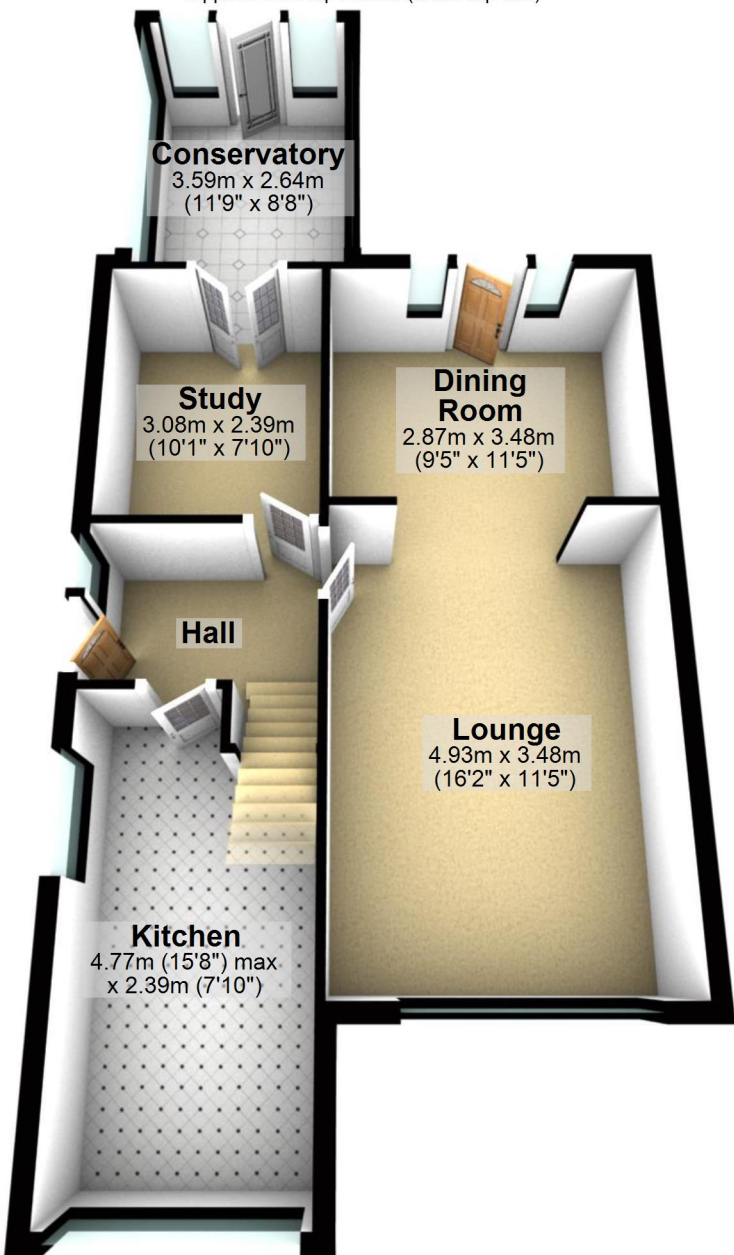 Conservatory
3.59m x 2.64m
(11'9" x 8'8")
Study
3.08m x 2.39m
(10'1" x 7'10")
Dining
Room
2.87m x 3.48m
(9'5" x 11'5")
Hall
Lounge
4.93m x 3.48m
(16'2" x 11'5")
Kitchen
4.77m (15'8") max
x 2.39m (7'10")